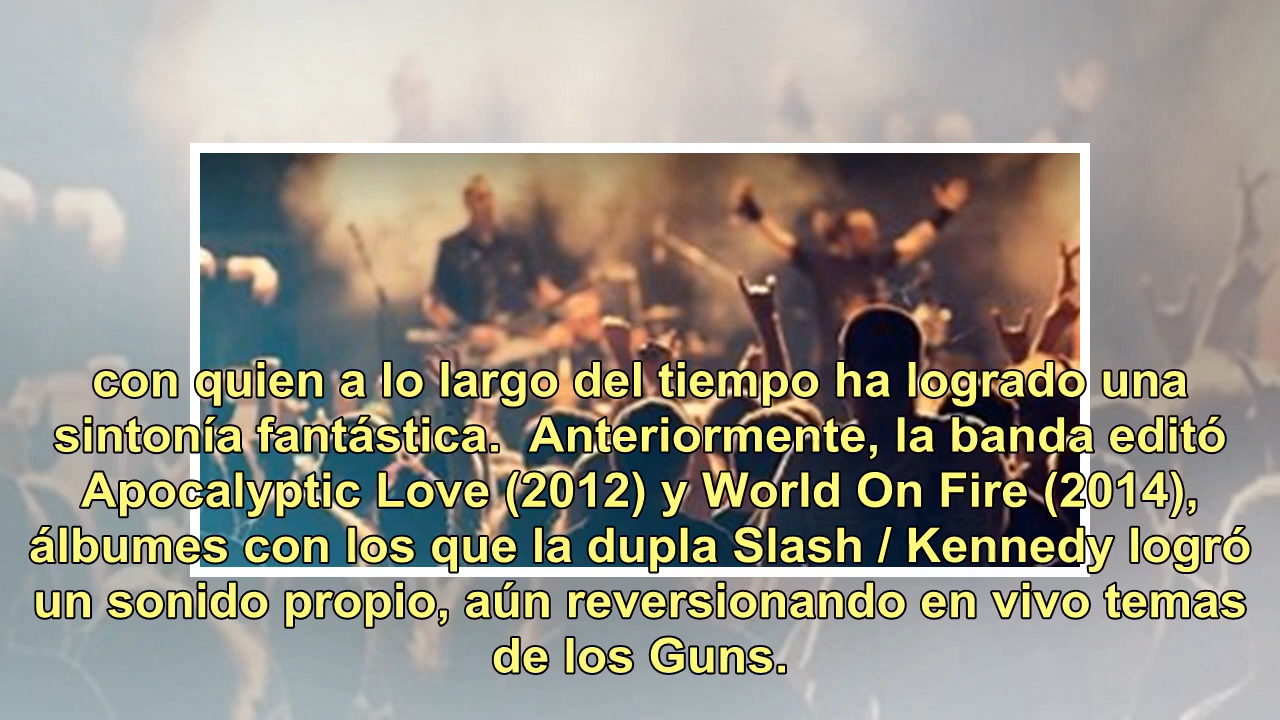 con quien a lo largo del tiempo ha logrado una
sintonía fantástica.  Anteriormente, la banda editó
Apocalyptic Love (2012) y World On Fire (2014),
álbumes con los que la dupla Slash / Kennedy logró
un sonido propio, aún reversionando en vivo temas
de los Guns.